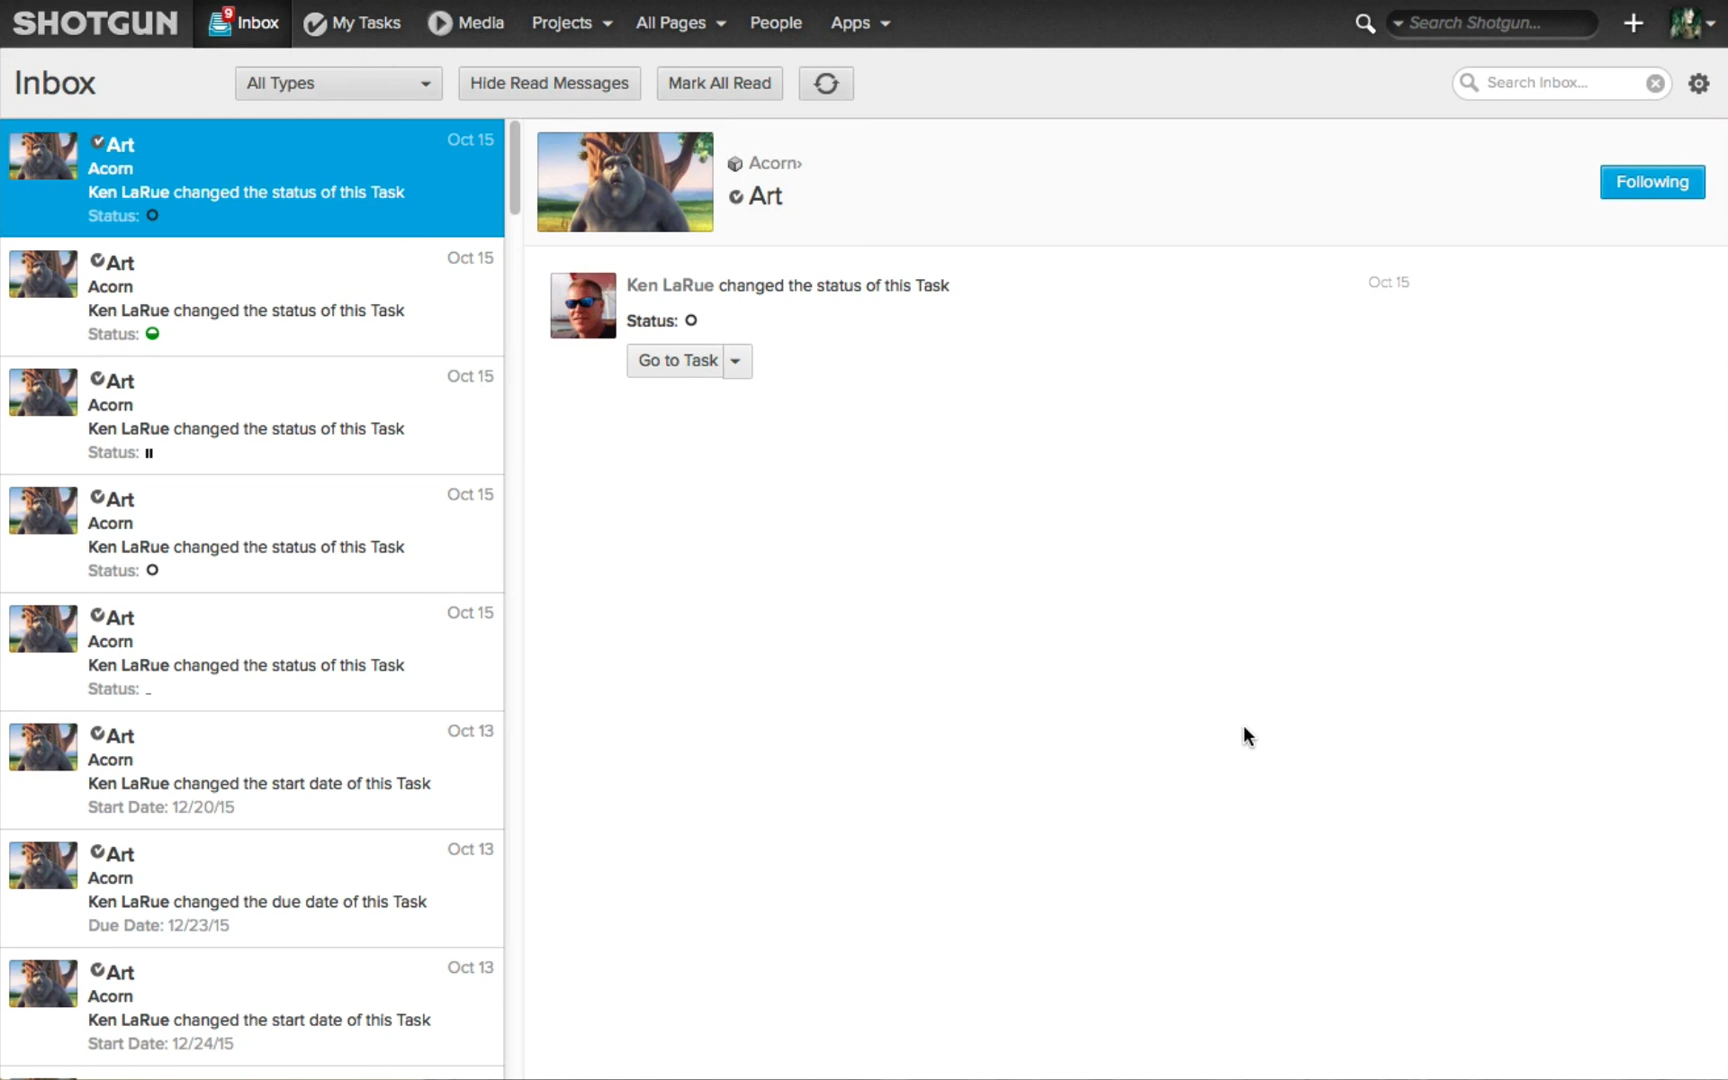 SHOTGUN 9 Inbox My Tasks Media Projects All Pages People Apps Search Shotgun...
Inbox All Types Hide Read Messages Mark All Read Search Inbox...
Art Oct 15
Acorn
Ken LaRue changed the status of this Task
Status:
Art Oct 15
Acorn
Ken LaRue changed the status of this Task
Status:
Art Oct 15
Acorn
Ken LaRue changed the status of this Task
Status:
Art Oct 15
Acorn
Ken LaRue changed the status of this Task
Status:
Art Oct 15
Acorn
Ken LaRue changed the status of this Task
Status:
Art Oct 13
Acorn
Ken LaRue changed the start date of this Task
Start Date: 12/20/15
Art Oct 13
Acorn
Ken LaRue changed the due date of this Task
Due Date: 12/23/15
Art Oct 13
Acorn
Ken LaRue changed the start date of this Task
Start Date: 12/24/15
Acorn›
Art
Following
Ken LaRue changed the status of this Task Oct 15
Status:
Go to Task